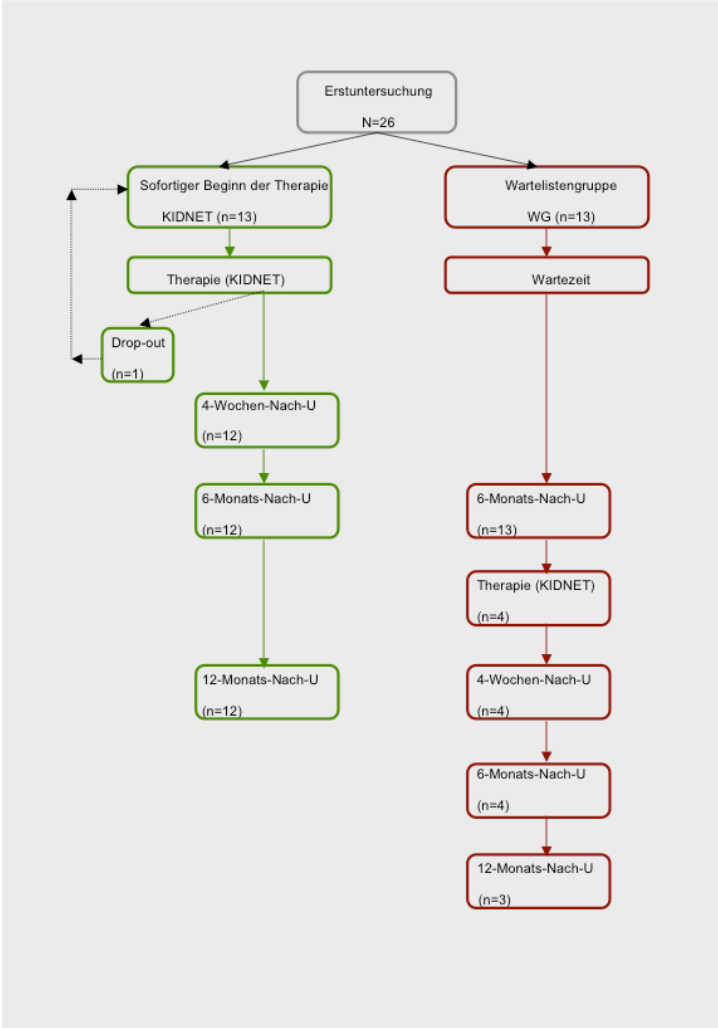 Erstuntersuchung
N=26
Sofortiger Beginn der Therapie
KIDNET (n=13)
Wartelistengruppe
WG (n=13)
Therapie (KIDNET)
Wartezeit
Drop-out
(n=1)
4-Wochen-Nach-U
(n=12)
6-Monats-Nach-U
(n=12)
12-Monats-Nach-U
(n=12)
6-Monats-Nach-U
(n=13)
Therapie (KIDNET)
(n=4)
4-Wochen-Nach-U
(n=4)
6-Monats-Nach-U
(n=4)
12-Monats-Nach-U
(n=3)